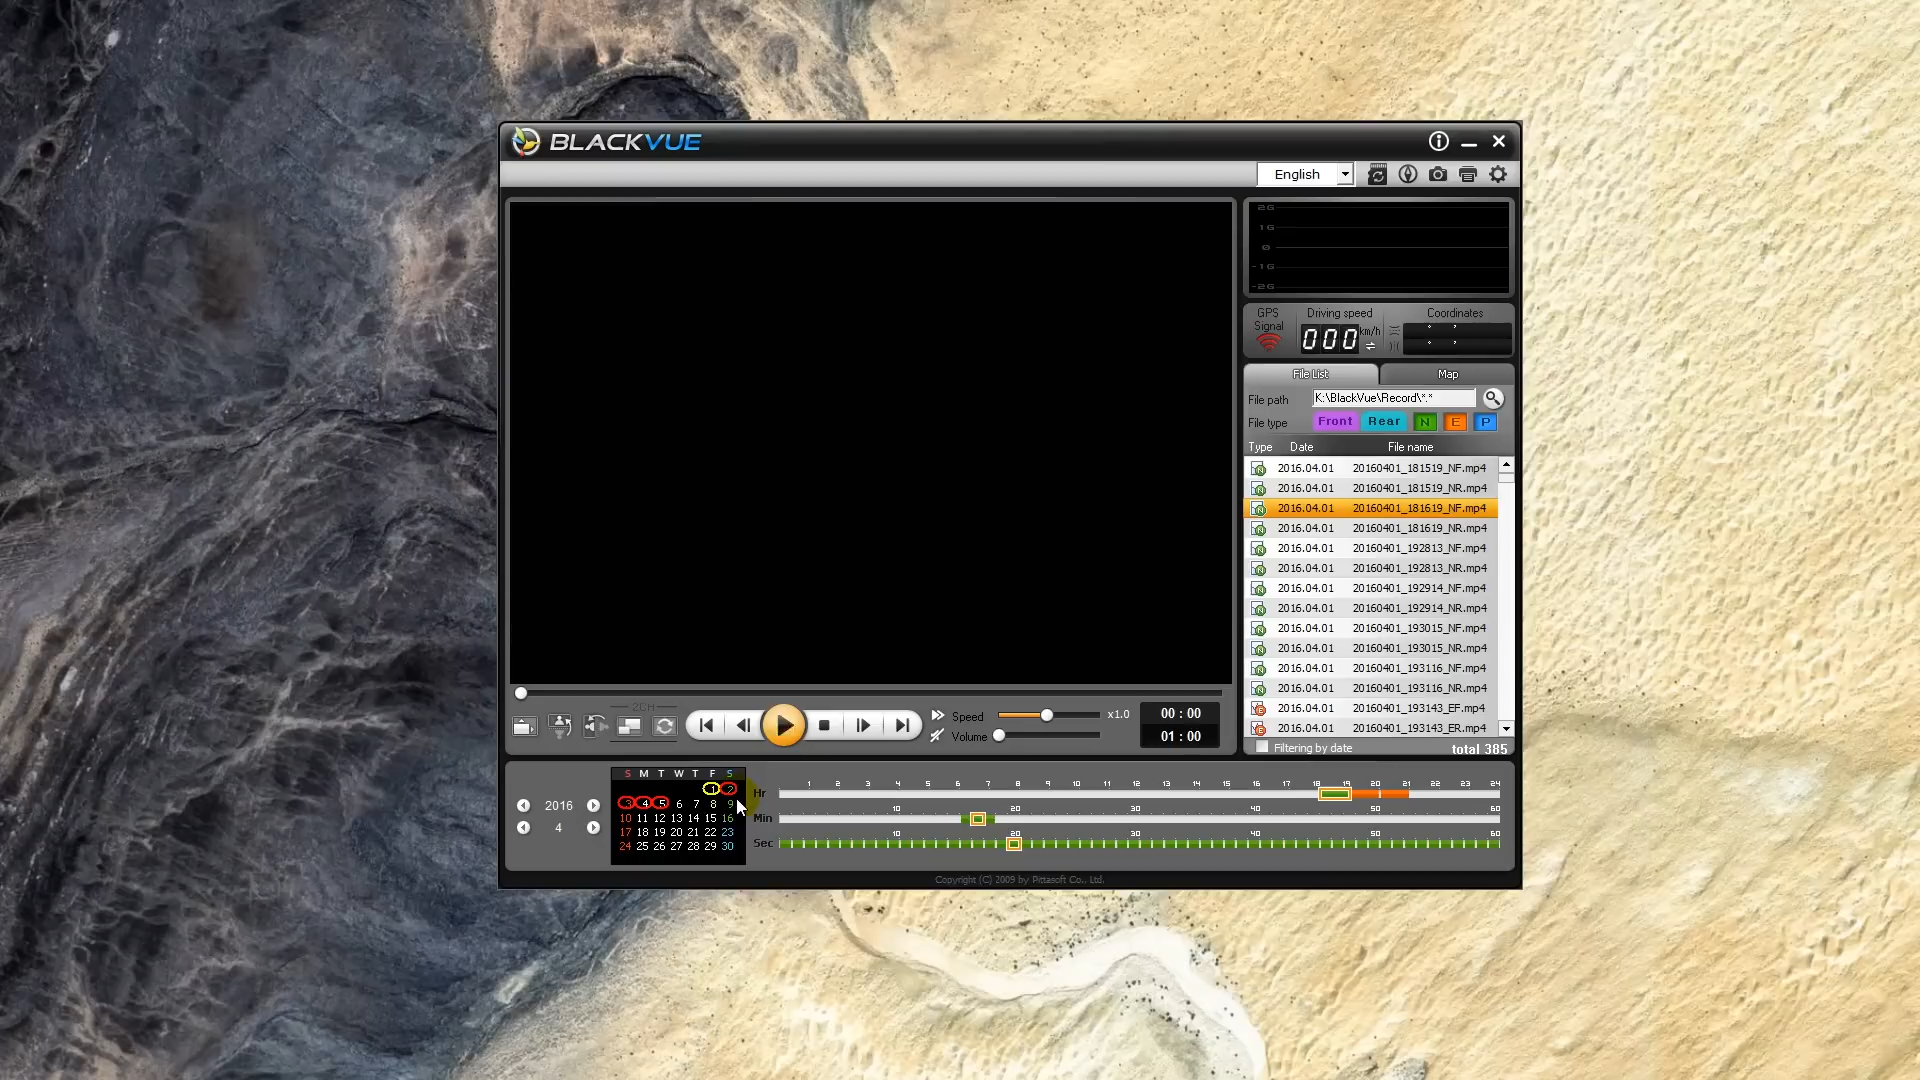 BLACKVUE
English
2G
1G
0
-1G
-2G
GPS Signal
Driving speed
Coordinates
000 km/h
File List
Map
File path K:\BlackVue\Record\*.*
File type Front Rear N E P
Type Date File name
2016.04.01 20160401_181519_NF.mp4
2016.04.01 20160401_181519_NR.mp4
2016.04.01 20160401_181619_NF.mp4
2016.04.01 20160401_181619_NR.mp4
2016.04.01 20160401_192813_NF.mp4
2016.04.01 20160401_192813_NR.mp4
2016.04.01 20160401_192914_NF.mp4
2016.04.01 20160401_192914_NR.mp4
2016.04.01 20160401_193015_NF.mp4
2016.04.01 20160401_193015_NR.mp4
2016.04.01 20160401_193116_NF.mp4
2016.04.01 20160401_193116_NR.mp4
2016.04.01 20160401_193143_EF.mp4
2016.04.01 20160401_193143_ER.mp4
Filtering by date total 385
2CH
Speed x1.0 00 : 00
Volume 01 : 00
S M T W T F S
1 2
3 4 5 6 7 8 9
10 11 12 13 14 15 16
17 18 19 20 21 22 23
24 25 26 27 28 29 30
2016
4
1 2 3 4 5 6 7 8 9 10 11 12 13 14 15 16 17 18 19 20 21 22 23 24
Hr
10 20 30 40 50 60
Min
10 20 30 40 50 60
Sec
Copyright (C) 2009 by Pittasoft Co., Ltd.